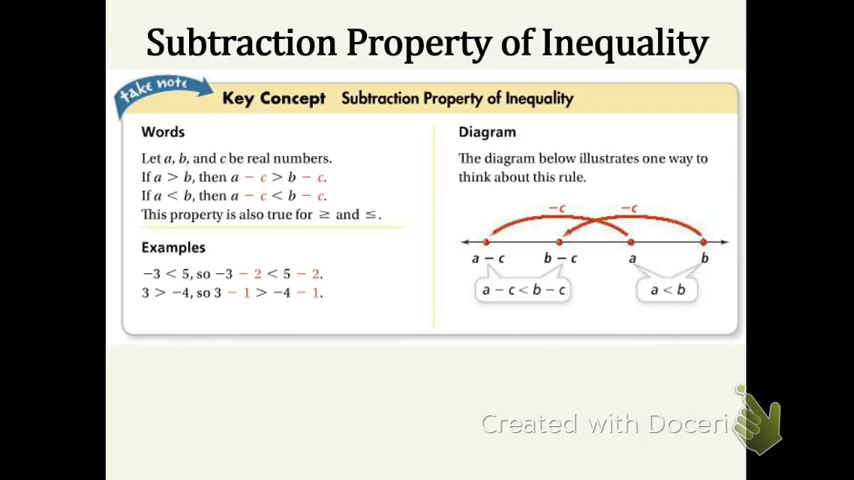 Subtraction Property of Inequality
take note
Key Concept Subtraction Property of Inequality
Words
Let a, b, and c be real numbers.
If a > b, then a − c > b − c.
If a < b, then a − c < b − c.
This property is also true for ≥ and ≤.
Examples
−3 < 5, so −3 − 2 < 5 − 2.
3 > −4, so 3 − 1 > −4 − 1.
Diagram
The diagram below illustrates one way to
think about this rule.
−c −c
a − c b − c a b
a − c < b − c a < b
Created with Doceri